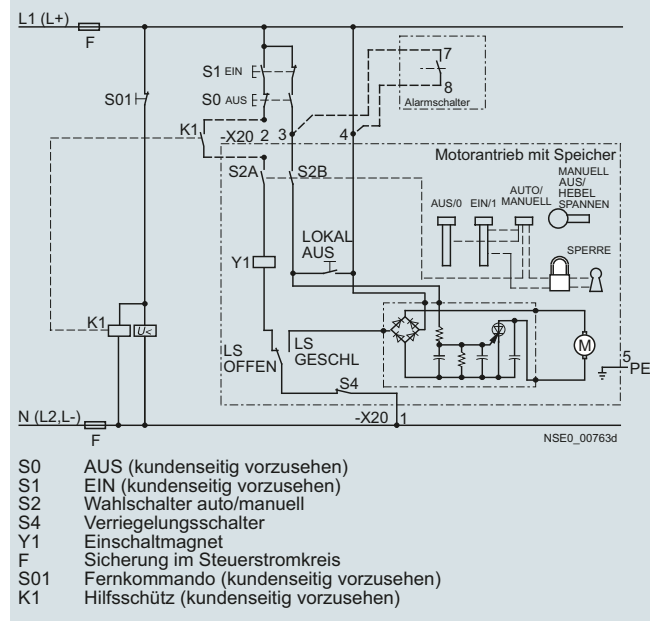 L1 (L+)
F
7
S1 EIN
8
S01
S0 AUS
Alarmschalter
K1
-X20 2 3 4
Motorantrieb mit Speicher
S2A
S2B
MANUELL
AUS/
HEBEL
SPANNEN
AUTO/
MANUELL
AUS/0 EIN/1
LOKAL
AUS
SPERRE
Y1
K1
U<
LS
OFFEN
LS
GESCHL
M
5
PE
S4
N (L2,L-)
-X20 1
F
NSE0_00763d
S0 AUS (kundenseitig vorzusehen)
S1 EIN (kundenseitig vorzusehen)
S2 Wahlschalter auto/manuell
S4 Verriegelungsschalter
Y1 Einschaltmagnet
F Sicherung im Steuerstromkreis
S01 Fernkommando (kundenseitig vorzusehen)
K1 Hilfsschütz (kundenseitig vorzusehen)